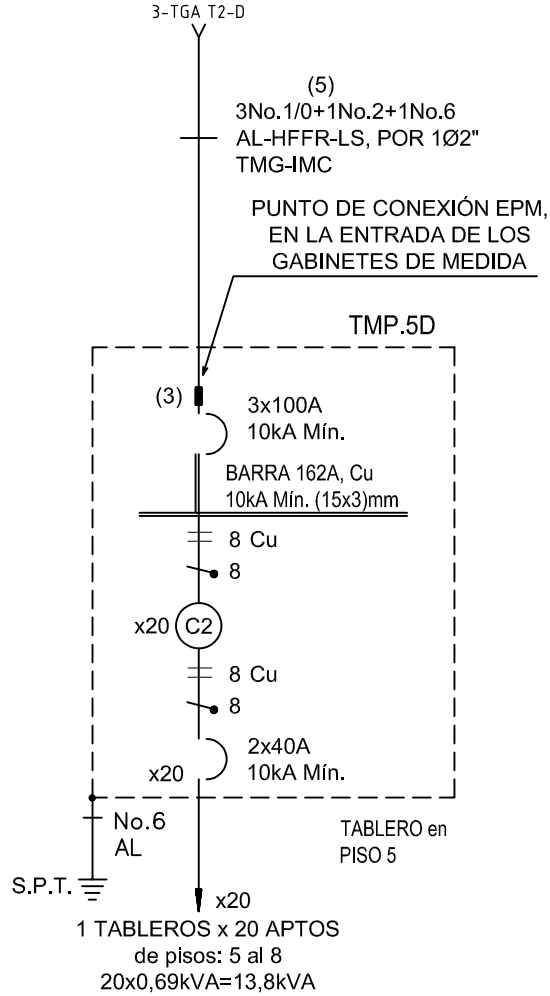 3-TGA T2-D
(5)
3No.1/0+1No.2+1No.6
AL-HFFR-LS, POR 1Ø2"
TMG-IMC
PUNTO DE CONEXIÓN EPM,
EN LA ENTRADA DE LOS
GABINETES DE MEDIDA
TMP.5D
(3)
3x100A
10kA Mín.
BARRA 162A, Cu
10kA Mín. (15x3)mm
8 Cu
8
x20
C2
8 Cu
8
x20
2x40A
10kA Mín.
No.6
AL
TABLERO en
PISO 5
S.P.T.
x20
1 TABLEROS x 20 APTOS
de pisos: 5 al 8
20x0,69kVA=13,8kVA